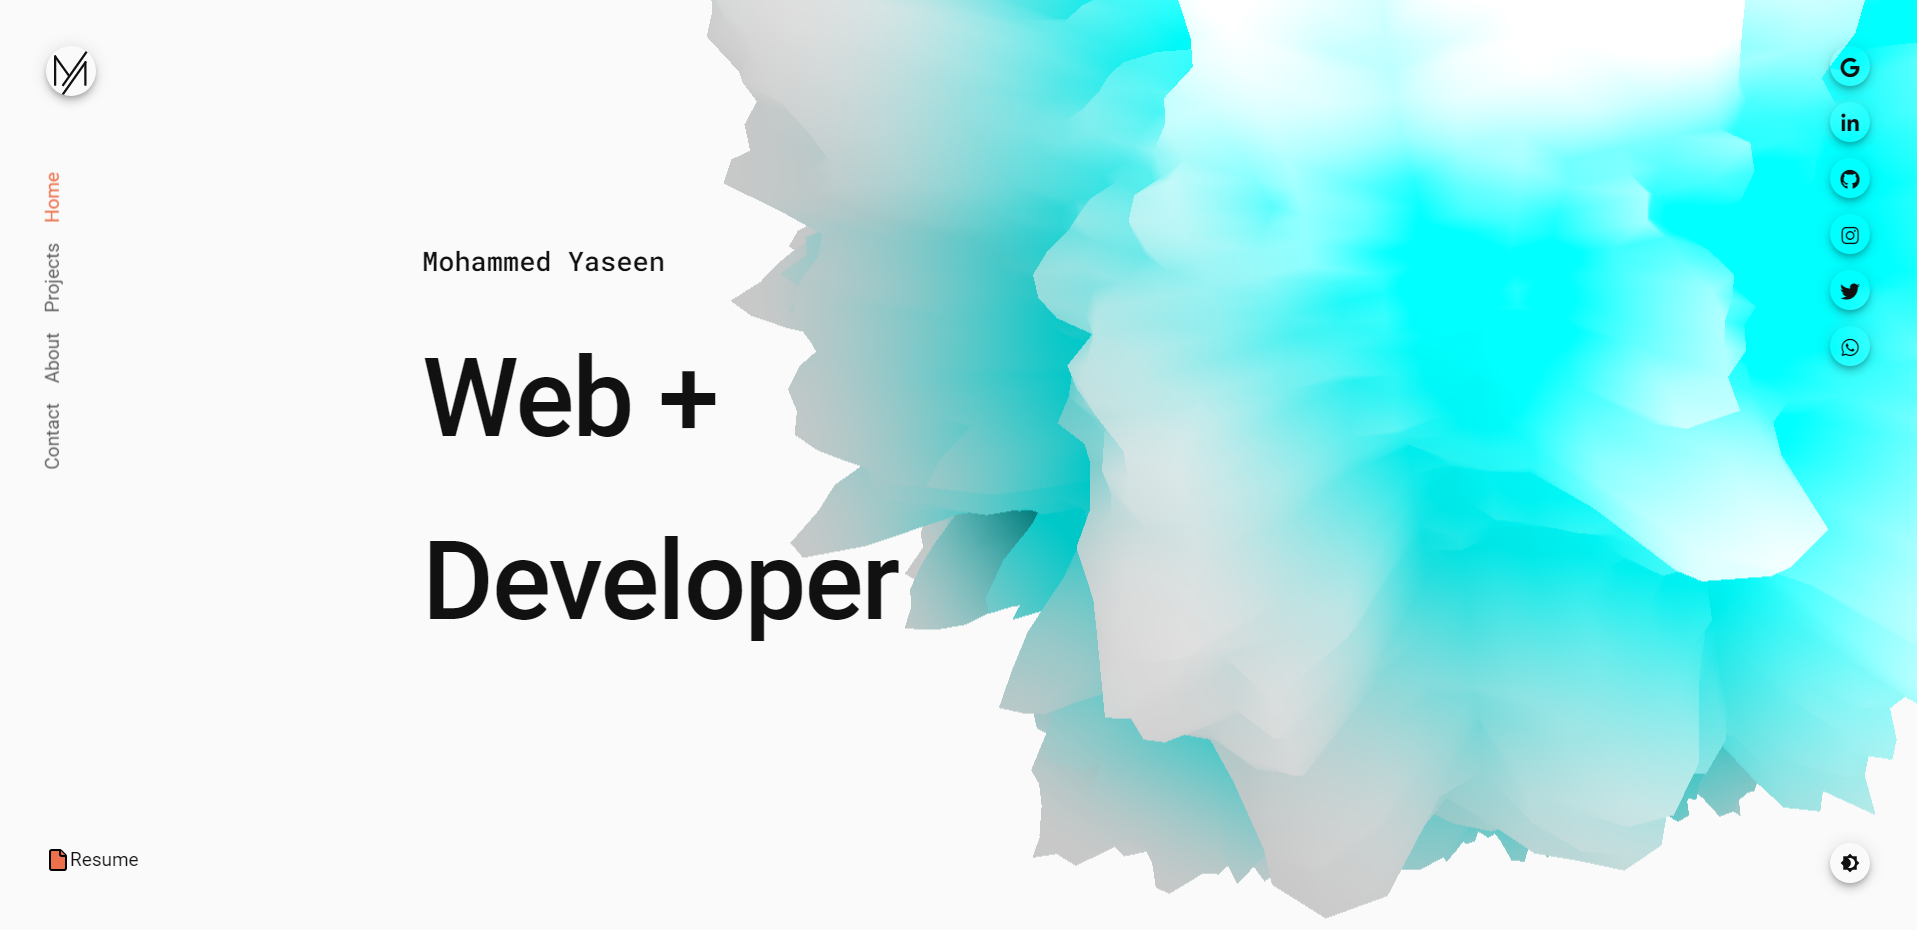 Home
Projects
About
Contact
Mohammed Yaseen
Web +
Developer
Resume